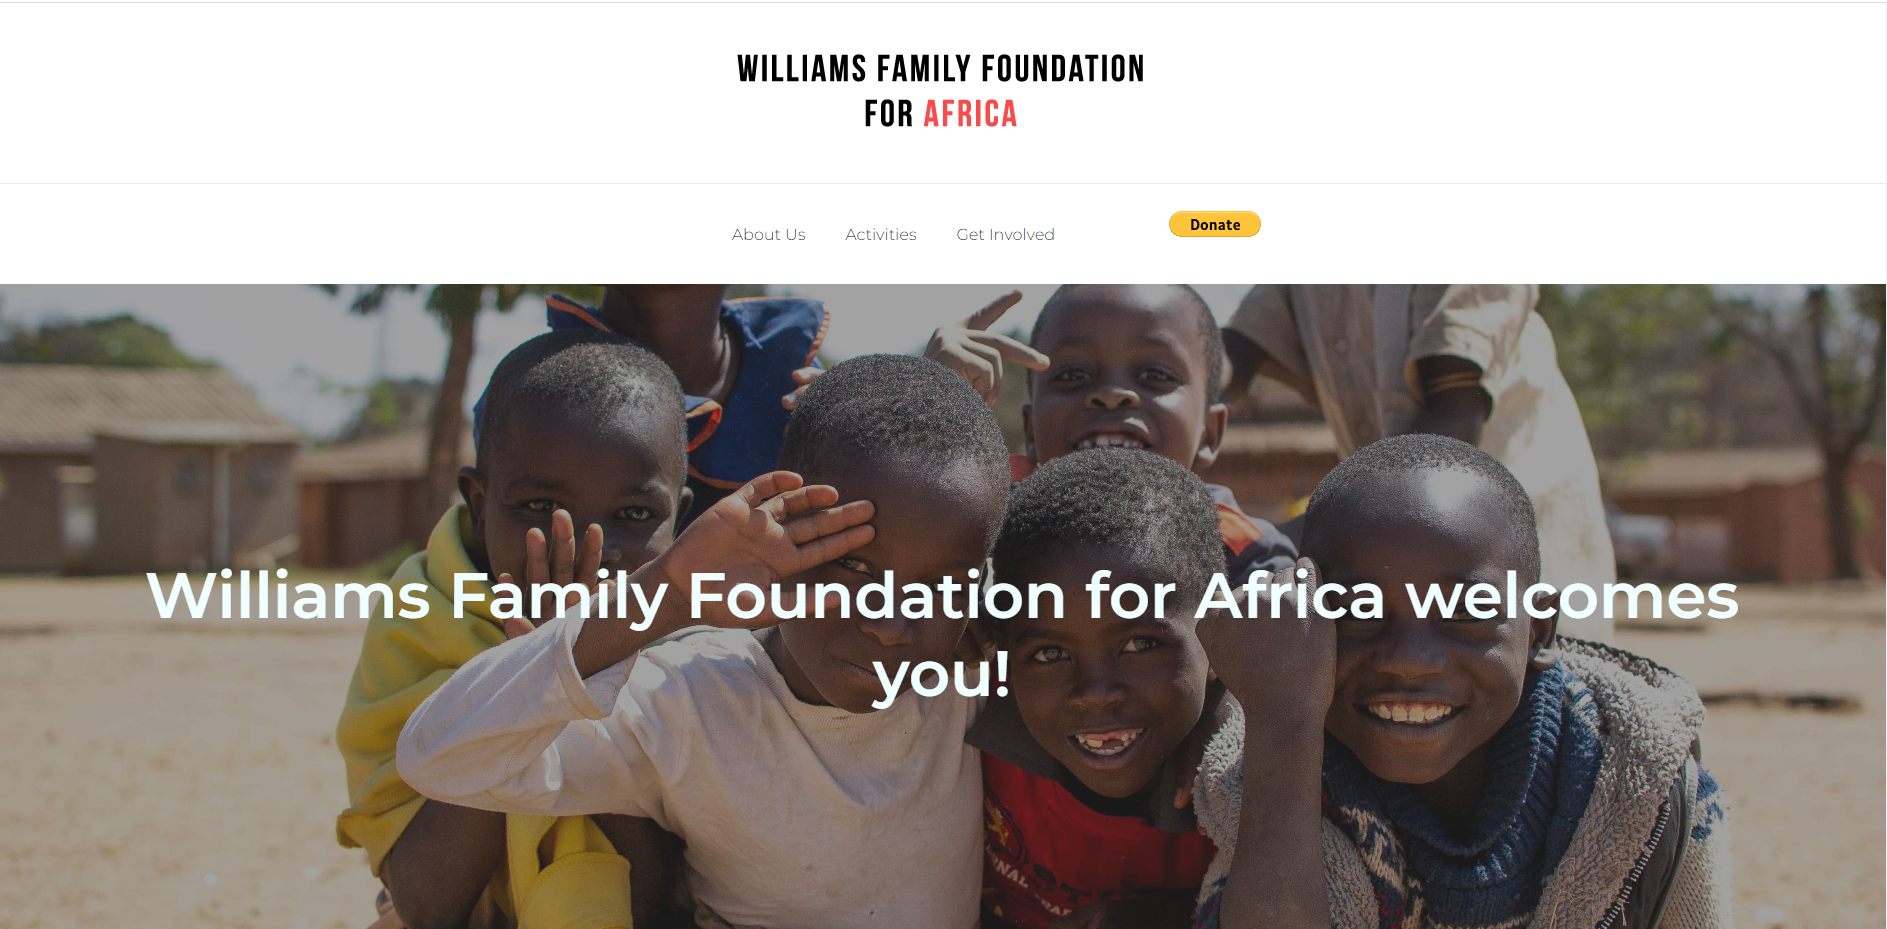 WILLIAMS FAMILY FOUNDATION
FOR AFRICA
About Us Activities Get Involved Donate
Williams Family Foundation for Africa welcomes
you!